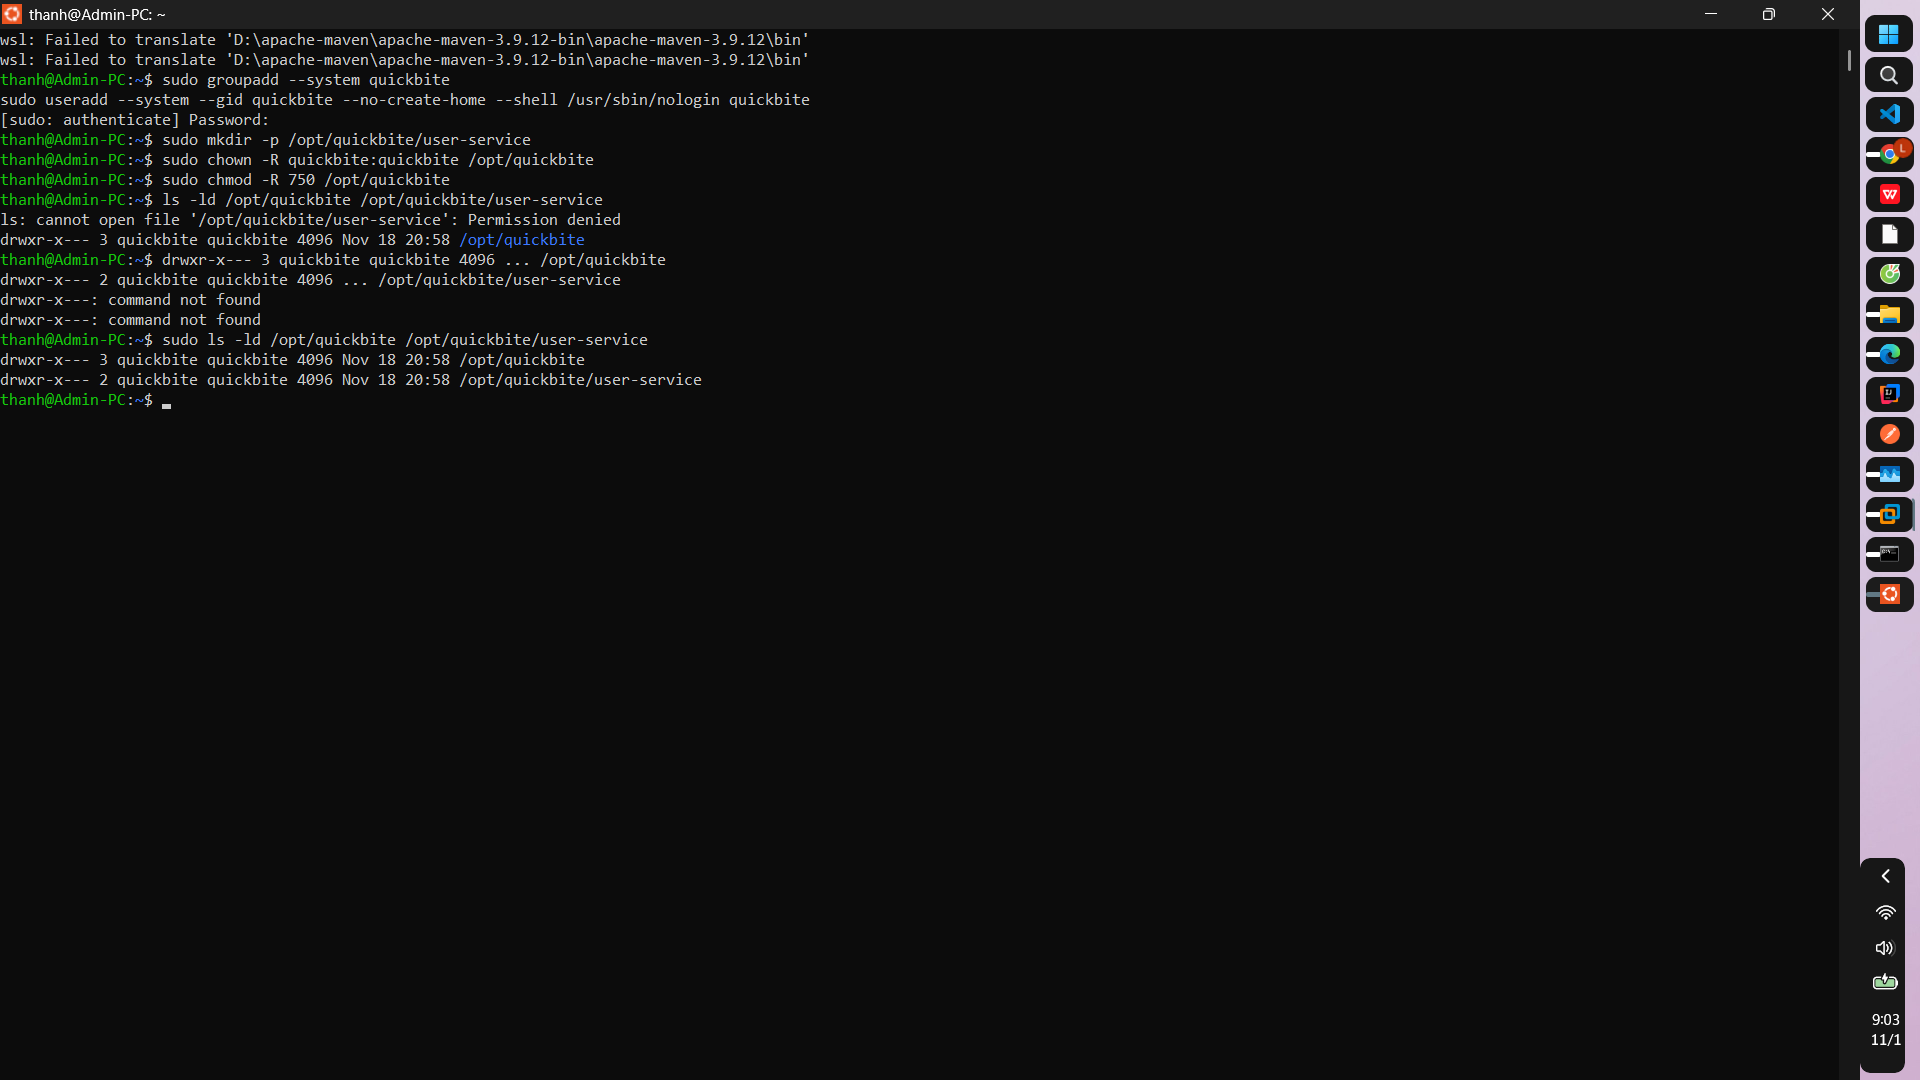 thanh@Admin-PC: ~
wsl: Failed to translate 'D:\apache-maven\apache-maven-3.9.12-bin\apache-maven-3.9.12\bin'
wsl: Failed to translate 'D:\apache-maven\apache-maven-3.9.12-bin\apache-maven-3.9.12\bin'
thanh@Admin-PC:~$ sudo groupadd --system quickbite
sudo useradd --system --gid quickbite --no-create-home --shell /usr/sbin/nologin quickbite
[sudo: authenticate] Password:
thanh@Admin-PC:~$ sudo mkdir -p /opt/quickbite/user-service
thanh@Admin-PC:~$ sudo chown -R quickbite:quickbite /opt/quickbite
thanh@Admin-PC:~$ sudo chmod -R 750 /opt/quickbite
thanh@Admin-PC:~$ ls -ld /opt/quickbite /opt/quickbite/user-service
ls: cannot open file '/opt/quickbite/user-service': Permission denied
drwxr-x--- 3 quickbite quickbite 4096 Nov 18 20:58 /opt/quickbite
thanh@Admin-PC:~$ drwxr-x--- 3 quickbite quickbite 4096 ... /opt/quickbite
drwxr-x--- 2 quickbite quickbite 4096 ... /opt/quickbite/user-service
drwxr-x---: command not found
drwxr-x---: command not found
thanh@Admin-PC:~$ sudo ls -ld /opt/quickbite /opt/quickbite/user-service
drwxr-x--- 3 quickbite quickbite 4096 Nov 18 20:58 /opt/quickbite
drwxr-x--- 2 quickbite quickbite 4096 Nov 18 20:58 /opt/quickbite/user-service
thanh@Admin-PC:~$
L
W
9:03
11/1